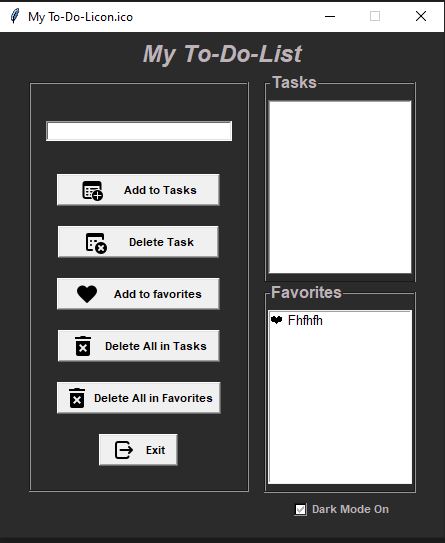 My To-Do-Licon.ico
My To-Do-List
Tasks
Add to Tasks
Delete Task
Add to favorites
Delete All in Tasks
Delete All in Favorites
Exit
Favorites
❤ Fhfhfh
Dark Mode On